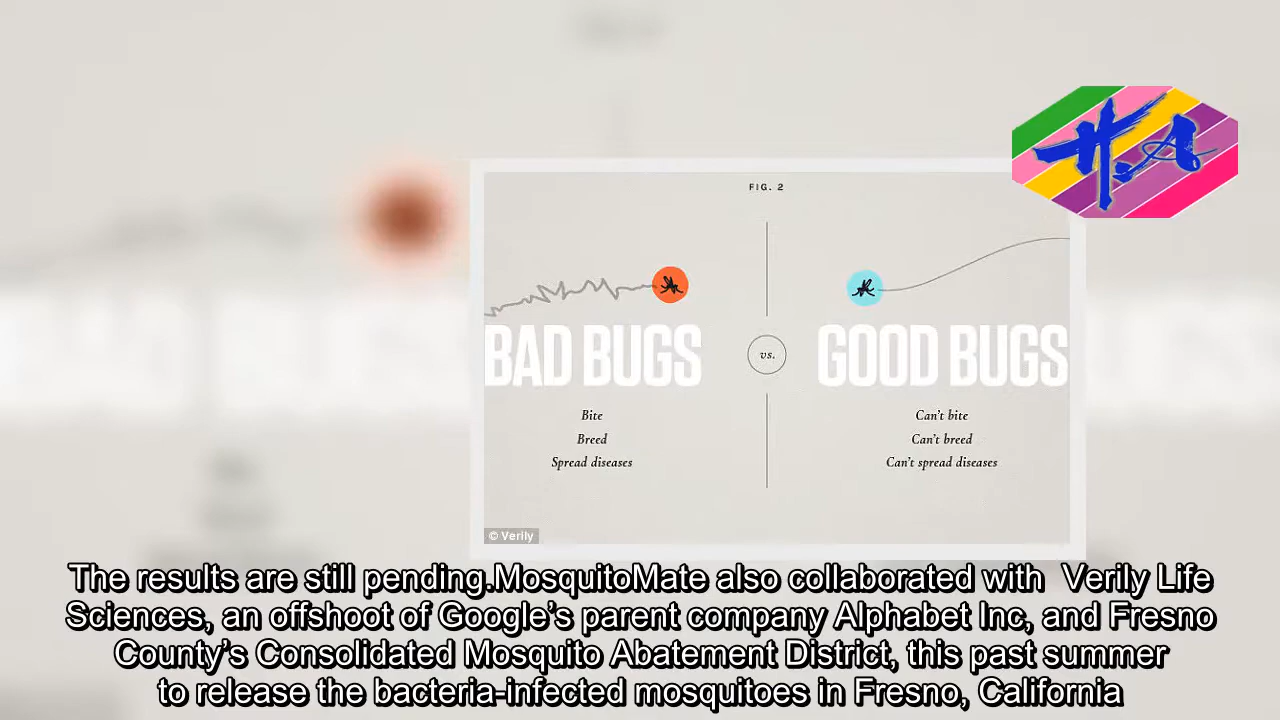 H.A
FIG. 2
BAD BUGS
vs.
GOOD BUGS
Bite
Breed
Spread diseases
Can't bite
Can't breed
Can't spread diseases
© Verily
The results are still pending.MosquitoMate also collaborated with  Verily Life
Sciences, an offshoot of Google’s parent company Alphabet Inc, and Fresno
County’s Consolidated Mosquito Abatement District, this past summer
to release the bacteria-infected mosquitoes in Fresno, California